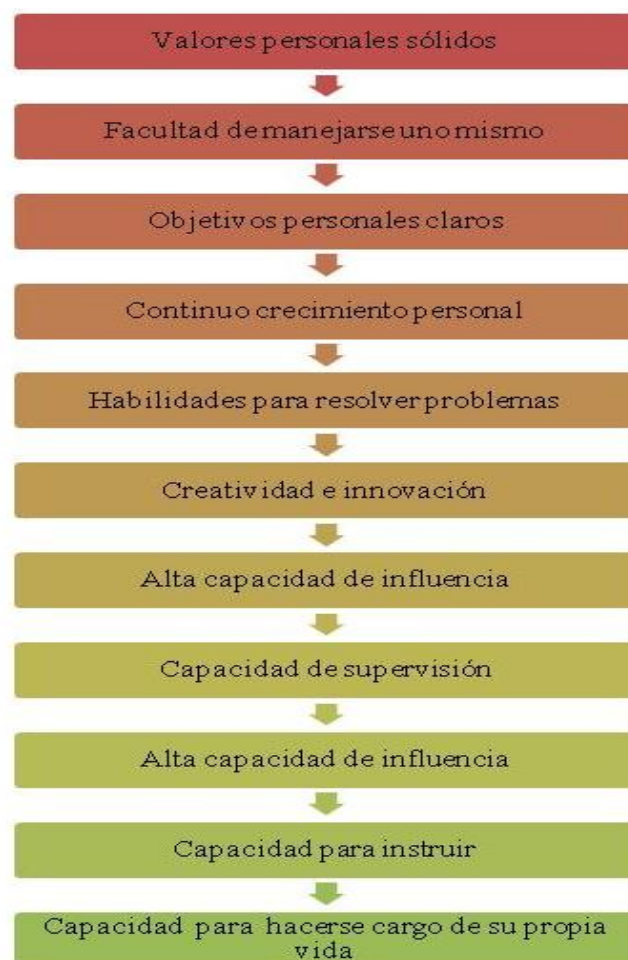 Valores personales sólidos
Facultad de manejarse uno mismo
Objetivos personales claros
Continuo crecimiento personal
Habilidades para resolver problemas
Creatividad e innovación
Alta capacidad de influencia
Capacidad de supervisión
Alta capacidad de influencia
Capacidad para instruir
Capacidad para hacerse cargo de su propia
vida